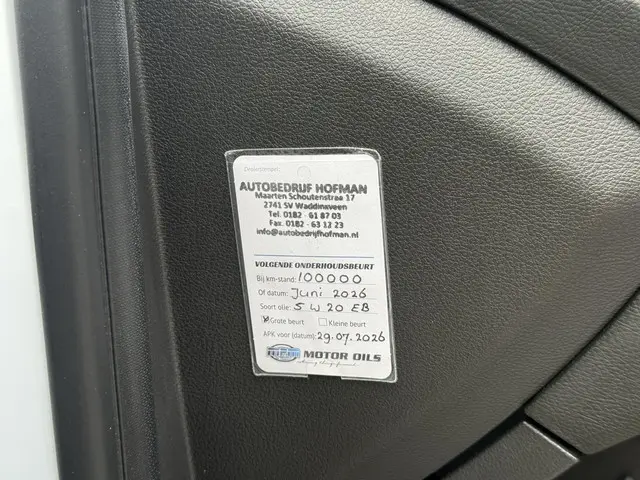 Dealerstempel:
AUTOBEDRIJF HOFMAN
Maarten Schoutenstraat 17
2741 SV Waddinxveen
Tel. 0182 - 61 87 03
Fax. 0182 - 63 12 23
info@autobedrijfhofman.nl
VOLGENDE ONDERHOUDSBEURT
Bij km-stand: 100000
Of datum: Juni 2026
Soort olie: 5 W 20 EB
Grote beurt Kleine beurt
APK voor (datum): 29.07.2026
MOTOR OILS